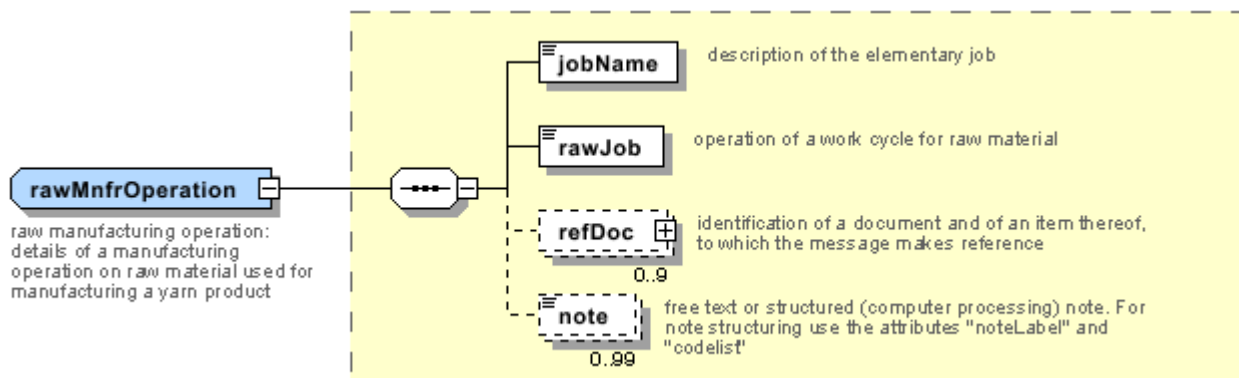 jobName
description of the elementary job
rawJob
operation of a work cycle for raw material
rawMnfrOperation
raw manufacturing operation:
details of a manufacturing
operation on raw material used for
manufacturing a yarn product
refDoc
identification of a document and of an item thereof,
to which the message makes reference
0..9
note
free text or structured (computer processing) note. For
note structuring use the attributes "noteLabel" and
"codelist"
0..99